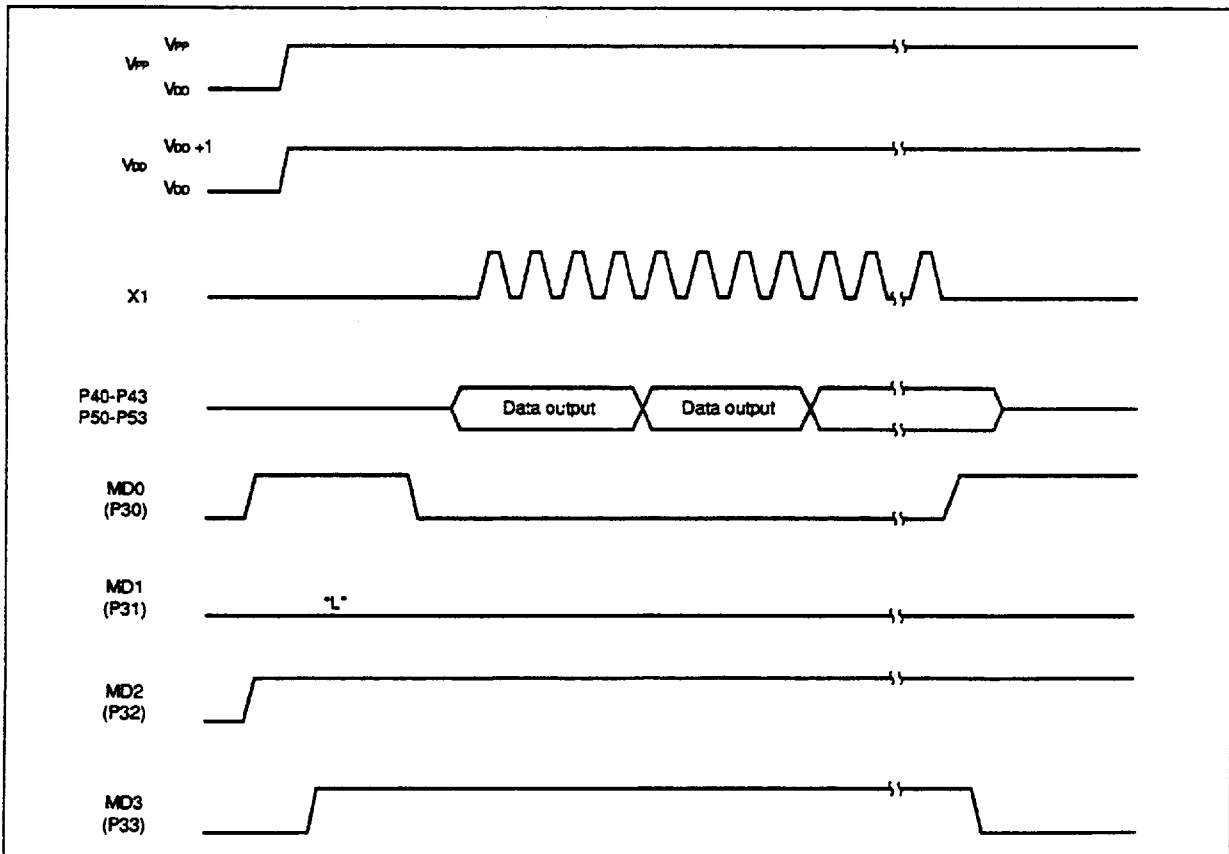 VPP
VPP
VDD
VDD +1
VDD
VDD
X1
P40-P43
P50-P53
Data output Data output
MD0
(P30)
MD1
(P31)
"L"
MD2
(P32)
MD3
(P33)